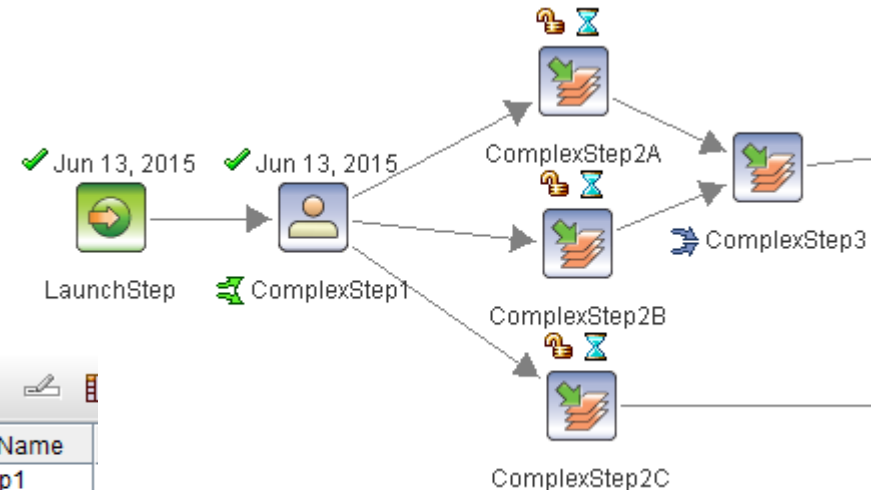 ComplexStep2A
Jun 13, 2015
Jun 13, 2015
LaunchStep
ComplexStep1
ComplexStep3
ComplexStep2B
Name
p1
ComplexStep2C